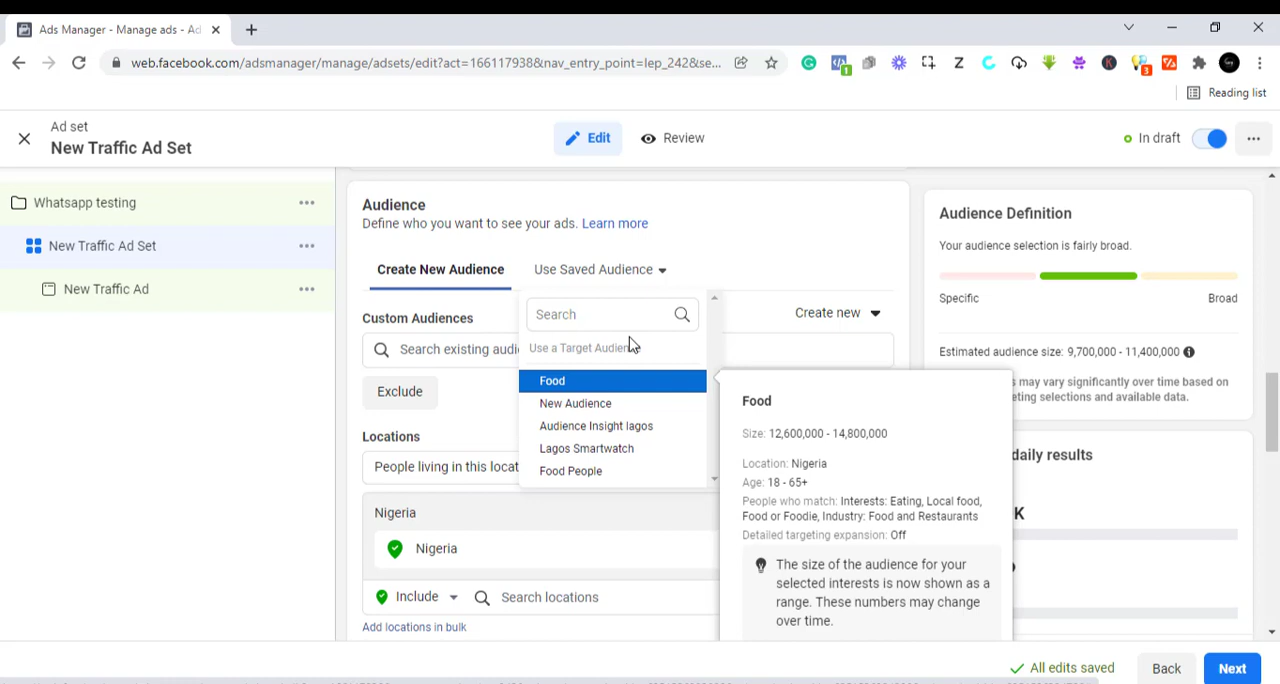 Ads Manager - Manage ads - Ad
web.facebook.com/adsmanager/manage/adsets/edit?act=166117938&nav_entry_point=lep_242&se...
1
3
Reading list
Ad set
New Traffic Ad Set
Edit
Review
In draft
Whatsapp testing
New Traffic Ad Set
New Traffic Ad
Audience
Define who you want to see your ads. Learn more
Create New Audience
Use Saved Audience
Custom Audiences
Create new
Search existing audi
Exclude
Search
Use a Target Audien
Food
New Audience
Audience Insight lagos
Lagos Smartwatch
Food People
Locations
People living in this locat
Nigeria
Nigeria
Include
Search locations
Add locations in bulk
Food
Size: 12,600,000 - 14,800,000
Location: Nigeria
Age: 18 - 65+
People who match: Interests: Eating, Local food,
Food or Foodie, Industry: Food and Restaurants
Detailed targeting expansion: Off
The size of the audience for your
selected interests is now shown as a
range. These numbers may change
over time.
Audience Definition
Your audience selection is fairly broad.
Specific
Broad
Estimated audience size: 9,700,000 - 11,400,000
may vary significantly over time based on
eting selections and available data.
daily results
K
All edits saved
Back
Next